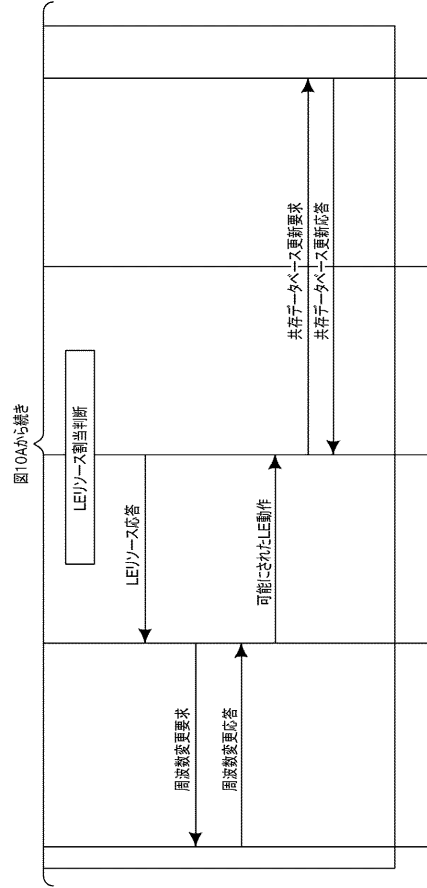 図10Aから続き
LEリソース割当判断
LEリソース応答
周波数変更要求
周波数変更応答
可能にされたLE動作
共存データベース更新要求
共存データベース更新応答